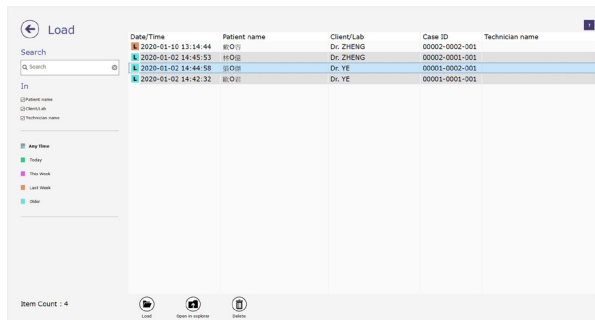 Load
Search
Search
In
Patient name
Client/Lab
Technician name
Any Time
Today
This Week
Last Week
Older
Item Count : 4
Date/Time Patient name Client/Lab Case ID Technician name
L 2020-01-10 13:14:44 Dr. ZHENG 00002-0002-001
L 2020-01-02 14:45:53 Dr. ZHENG 00002-0001-001
L 2020-01-02 14:44:58 Dr. YE 00001-0002-001
L 2020-01-02 14:42:32 Dr. YE 00001-0001-001
Load Open in explorer Delete